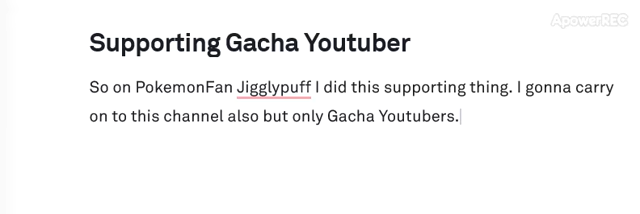 ApowerREC
Supporting Gacha Youtuber
So on PokemonFan Jigglypuff I did this supporting thing. I gonna carry
on to this channel also but only Gacha Youtubers.